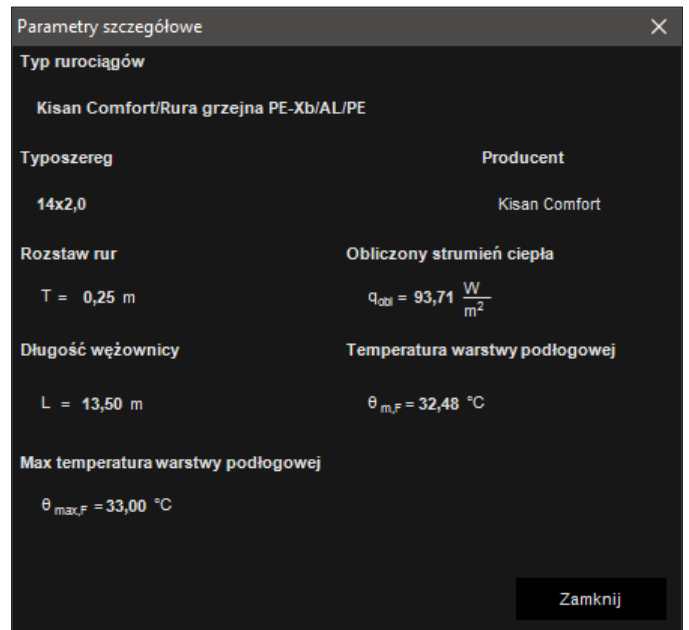 Parametry szczegółowe
Typ rurociągów
Kisan Comfort/Rura grzejna PE-Xb/AL/PE
Typoszereg Producent
14x2,0 Kisan Comfort
Rozstaw rur Obliczony strumień ciepła
T = 0,25 m q_obl = 93,71 W/m²
Długość wężownicy Temperatura warstwy podłogowej
L = 13,50 m θ m,F = 32,48 °C
Max temperatura warstwy podłogowej
θ max,F = 33,00 °C
Zamknij